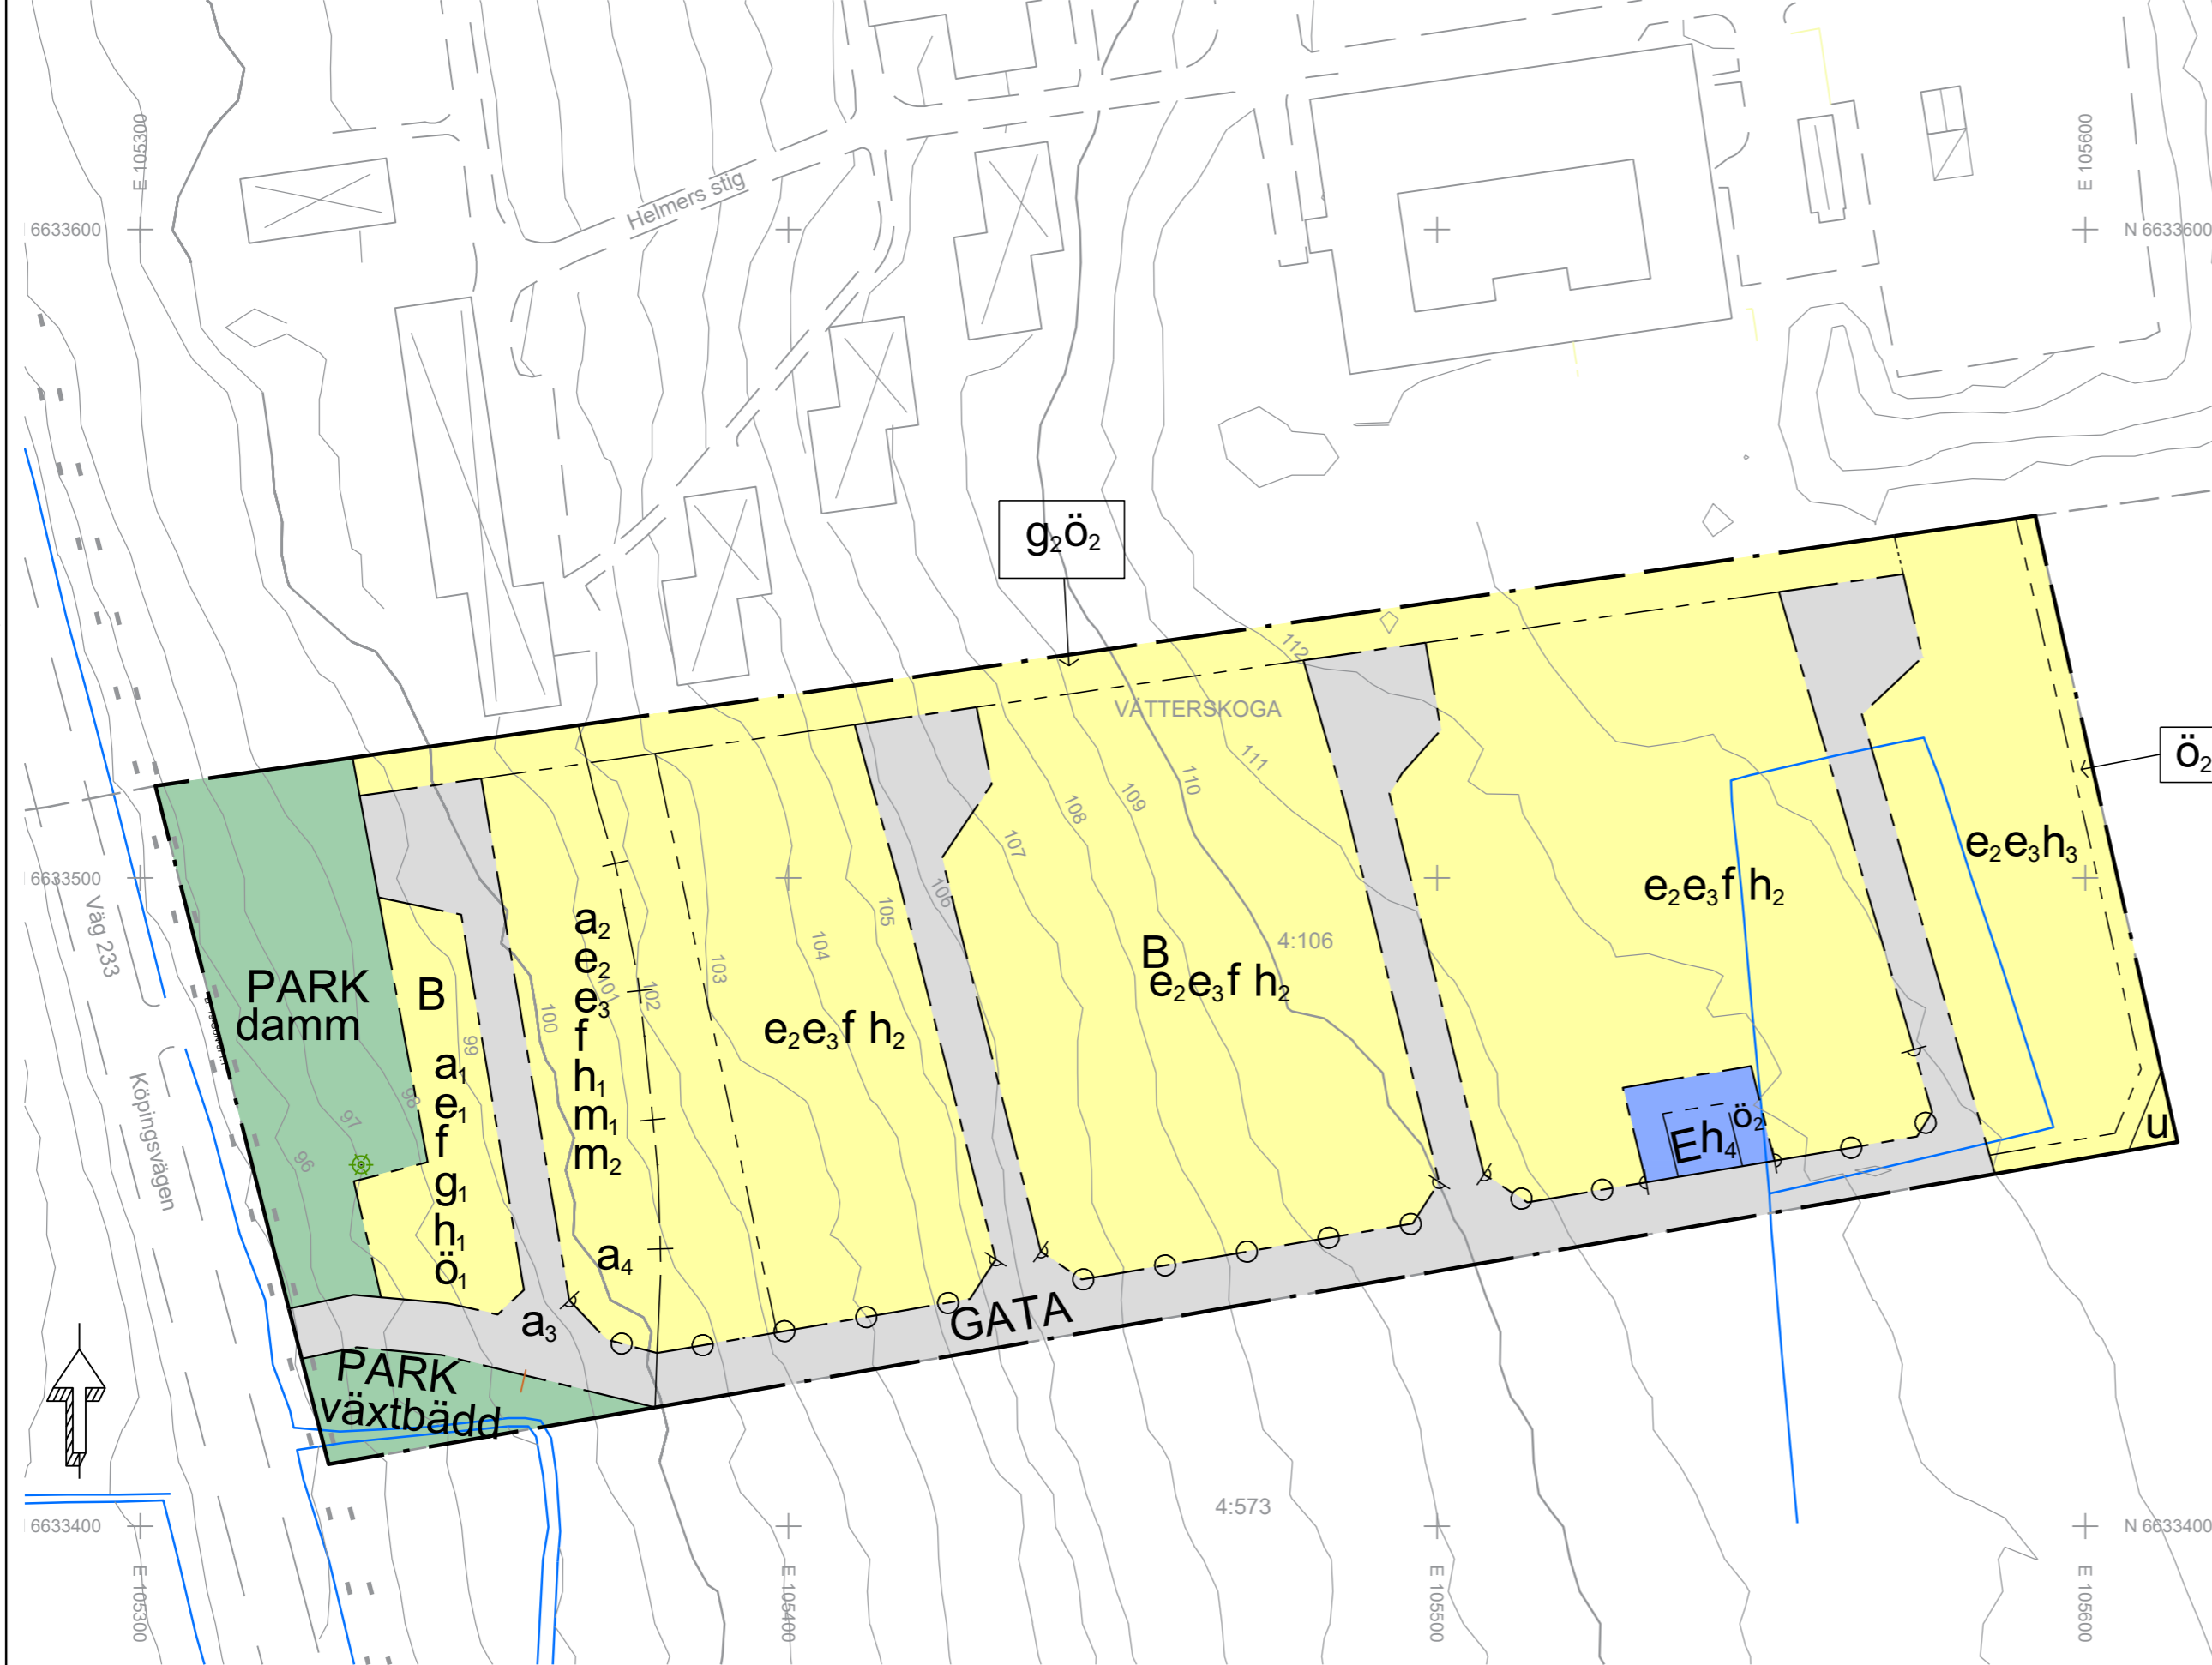 E 105300
E 105600
Helmers stig
6633600
N 6633600
g₂ö₂
112
VÄTTERSKOGA
ö₂
111
110
109
108
107
106
105
104
103
102
101
100
99
98
97
96
6633500
Väg 233
4:106
e₂e₃h₃
e₂e₃f h₂
B
e₂e₃f h₂
e₂e₃f h₂
a₂
e₂
e₃
f
h₁
m₁
m₂
a₄
PARK
damm
B
a₁
e₁
f
g₁
h₁
ö₁
Köpingsvägen
Eh₄
ö₂
u
GATA
a₃
PARK
växtbädd
4:573
6633400
N 6633400
E 105300
E 105400
E 105500
E 105600